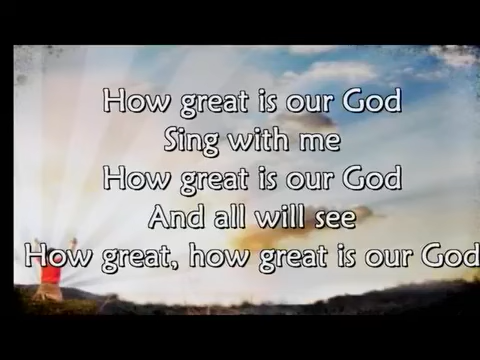 How great is our God
Sing with me
How great is our God
And all will see
How great, how great is our God